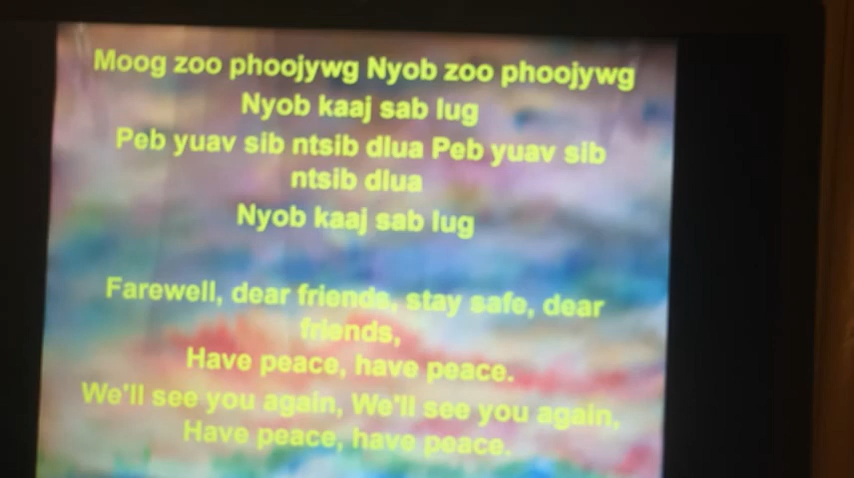 Moog zoo phoojywg Nyob zoo phoojywg
Nyob kaaj sab lug
Peb yuav sib ntsib dlua Peb yuav sib
ntsib dlua
Nyob kaaj sab lug
Farewell, dear friends, stay safe, dear
friends,
Have peace, have peace.
We'll see you again, We'll see you again,
Have peace, have peace.